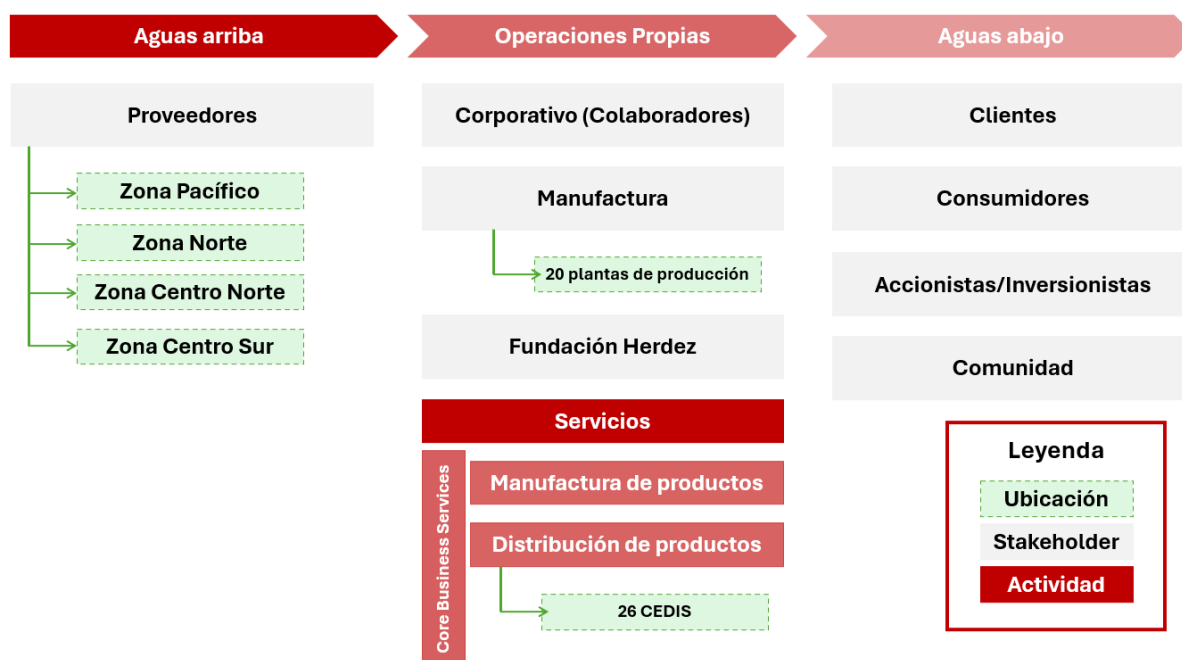 Aguas arriba
Operaciones Propias
Aguas abajo
Proveedores
Zona Pacífico
Zona Norte
Zona Centro Norte
Zona Centro Sur
Corporativo (Colaboradores)
Manufactura
20 plantas de producción
Fundación Herdez
Servicios
Core Business Services
Manufactura de productos
Distribución de productos
26 CEDIS
Clientes
Consumidores
Accionistas/Inversionistas
Comunidad
Leyenda
Ubicación
Stakeholder
Actividad